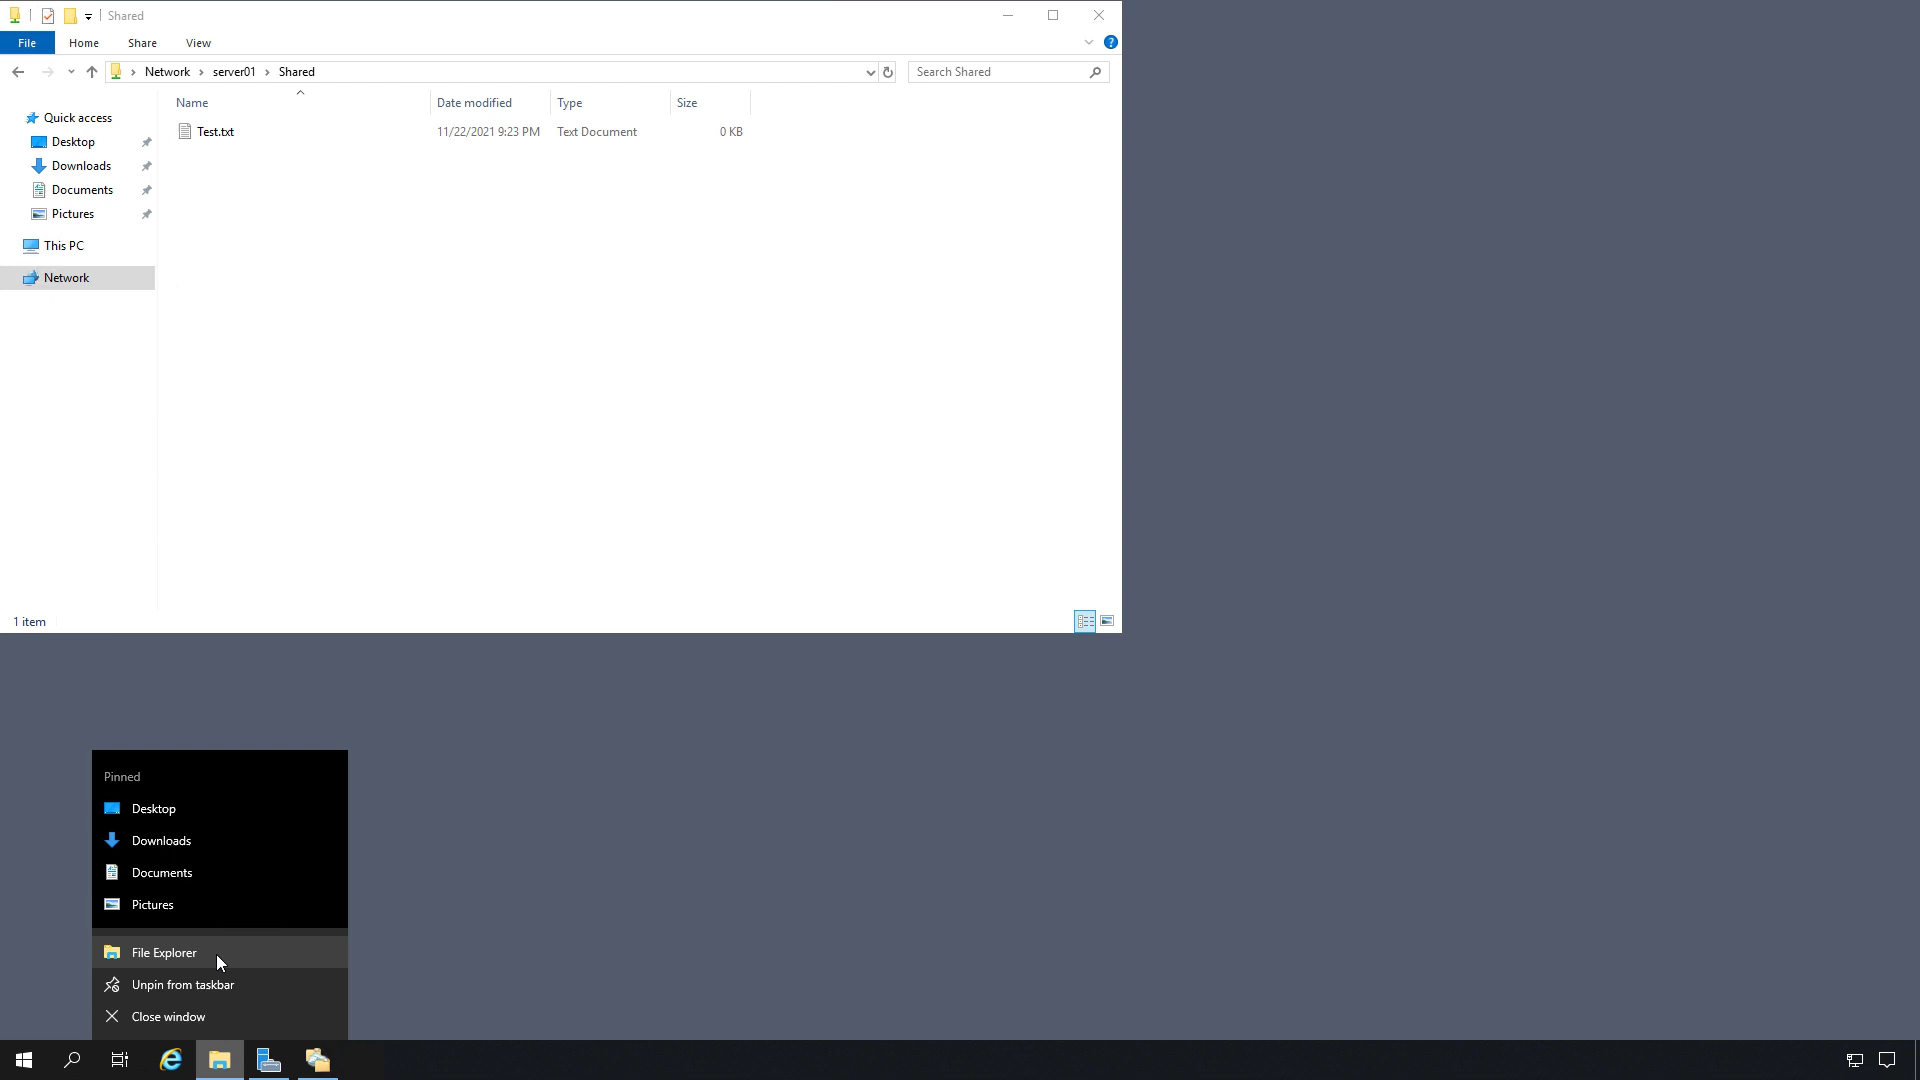 Shared
File Home Share View
Network server01 Shared
Search Shared
Name Date modified Type Size
Test.txt 11/22/2021 9:23 PM Text Document 0 KB
Quick access
Desktop
Downloads
Documents
Pictures
This PC
Network
1 item
Pinned
Desktop
Downloads
Documents
Pictures
File Explorer
Unpin from taskbar
Close window